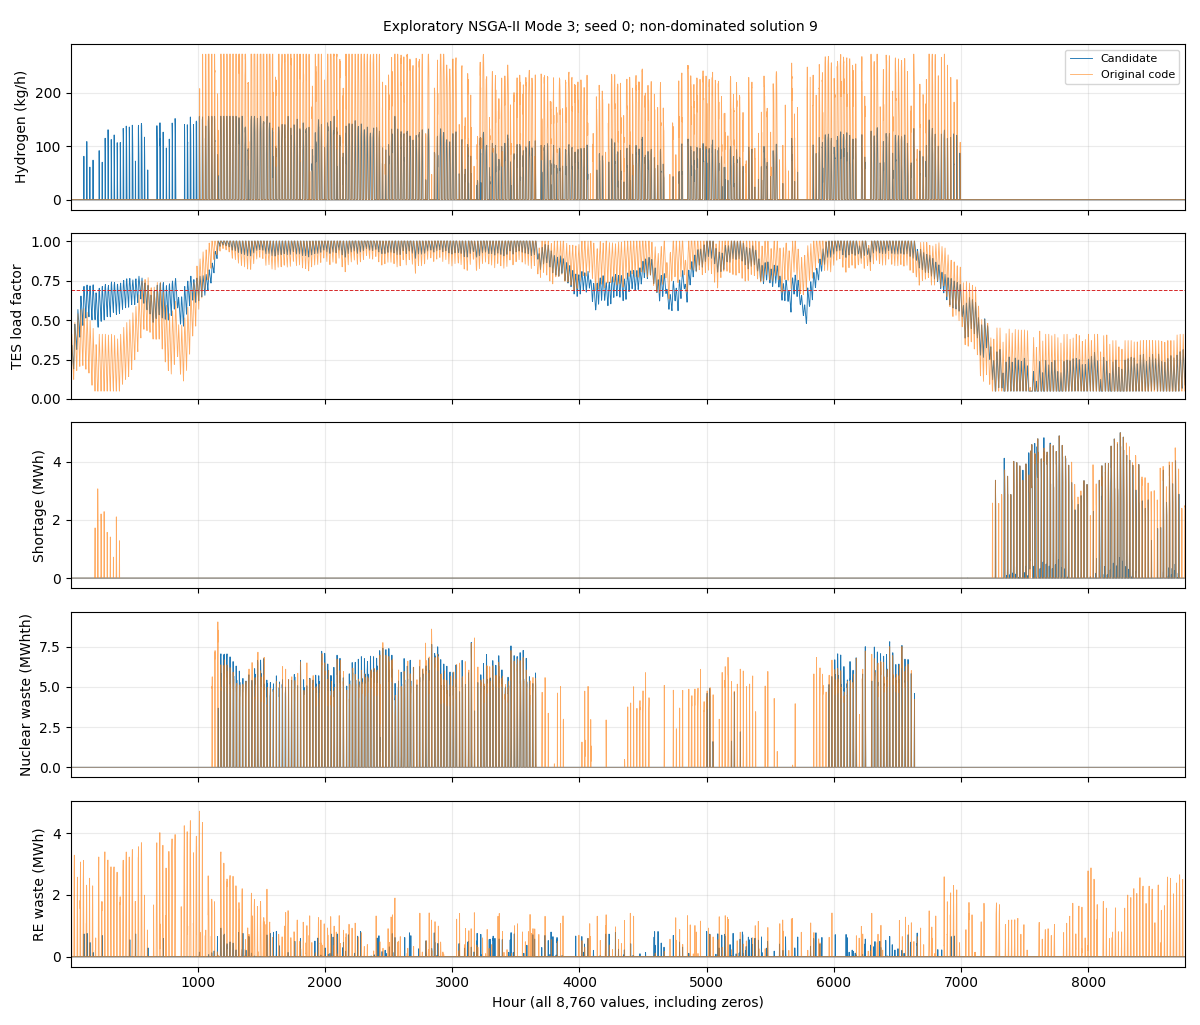 Exploratory NSGA-II Mode 3; seed 0; non-dominated solution 9
Hydrogen (kg/h)
200
100
0
Candidate
Original code
TES load factor
1.00
0.75
0.50
0.25
0.00
Shortage (MWh)
4
2
0
Nuclear waste (MWhth)
7.5
5.0
2.5
0.0
RE waste (MWh)
4
2
0
1000 2000 3000 4000 5000 6000 7000 8000
Hour (all 8,760 values, including zeros)